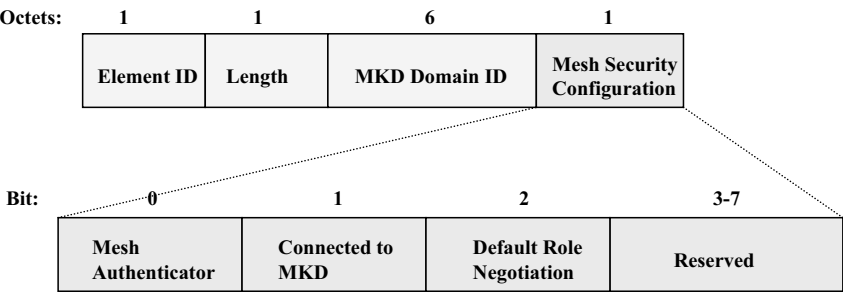 Octets: 1 1 6 1
Element ID Length MKD Domain ID Mesh Security
Configuration
Bit: 0 1 2 3-7
Mesh Connected to Default Role Reserved
Authenticator MKD Negotiation